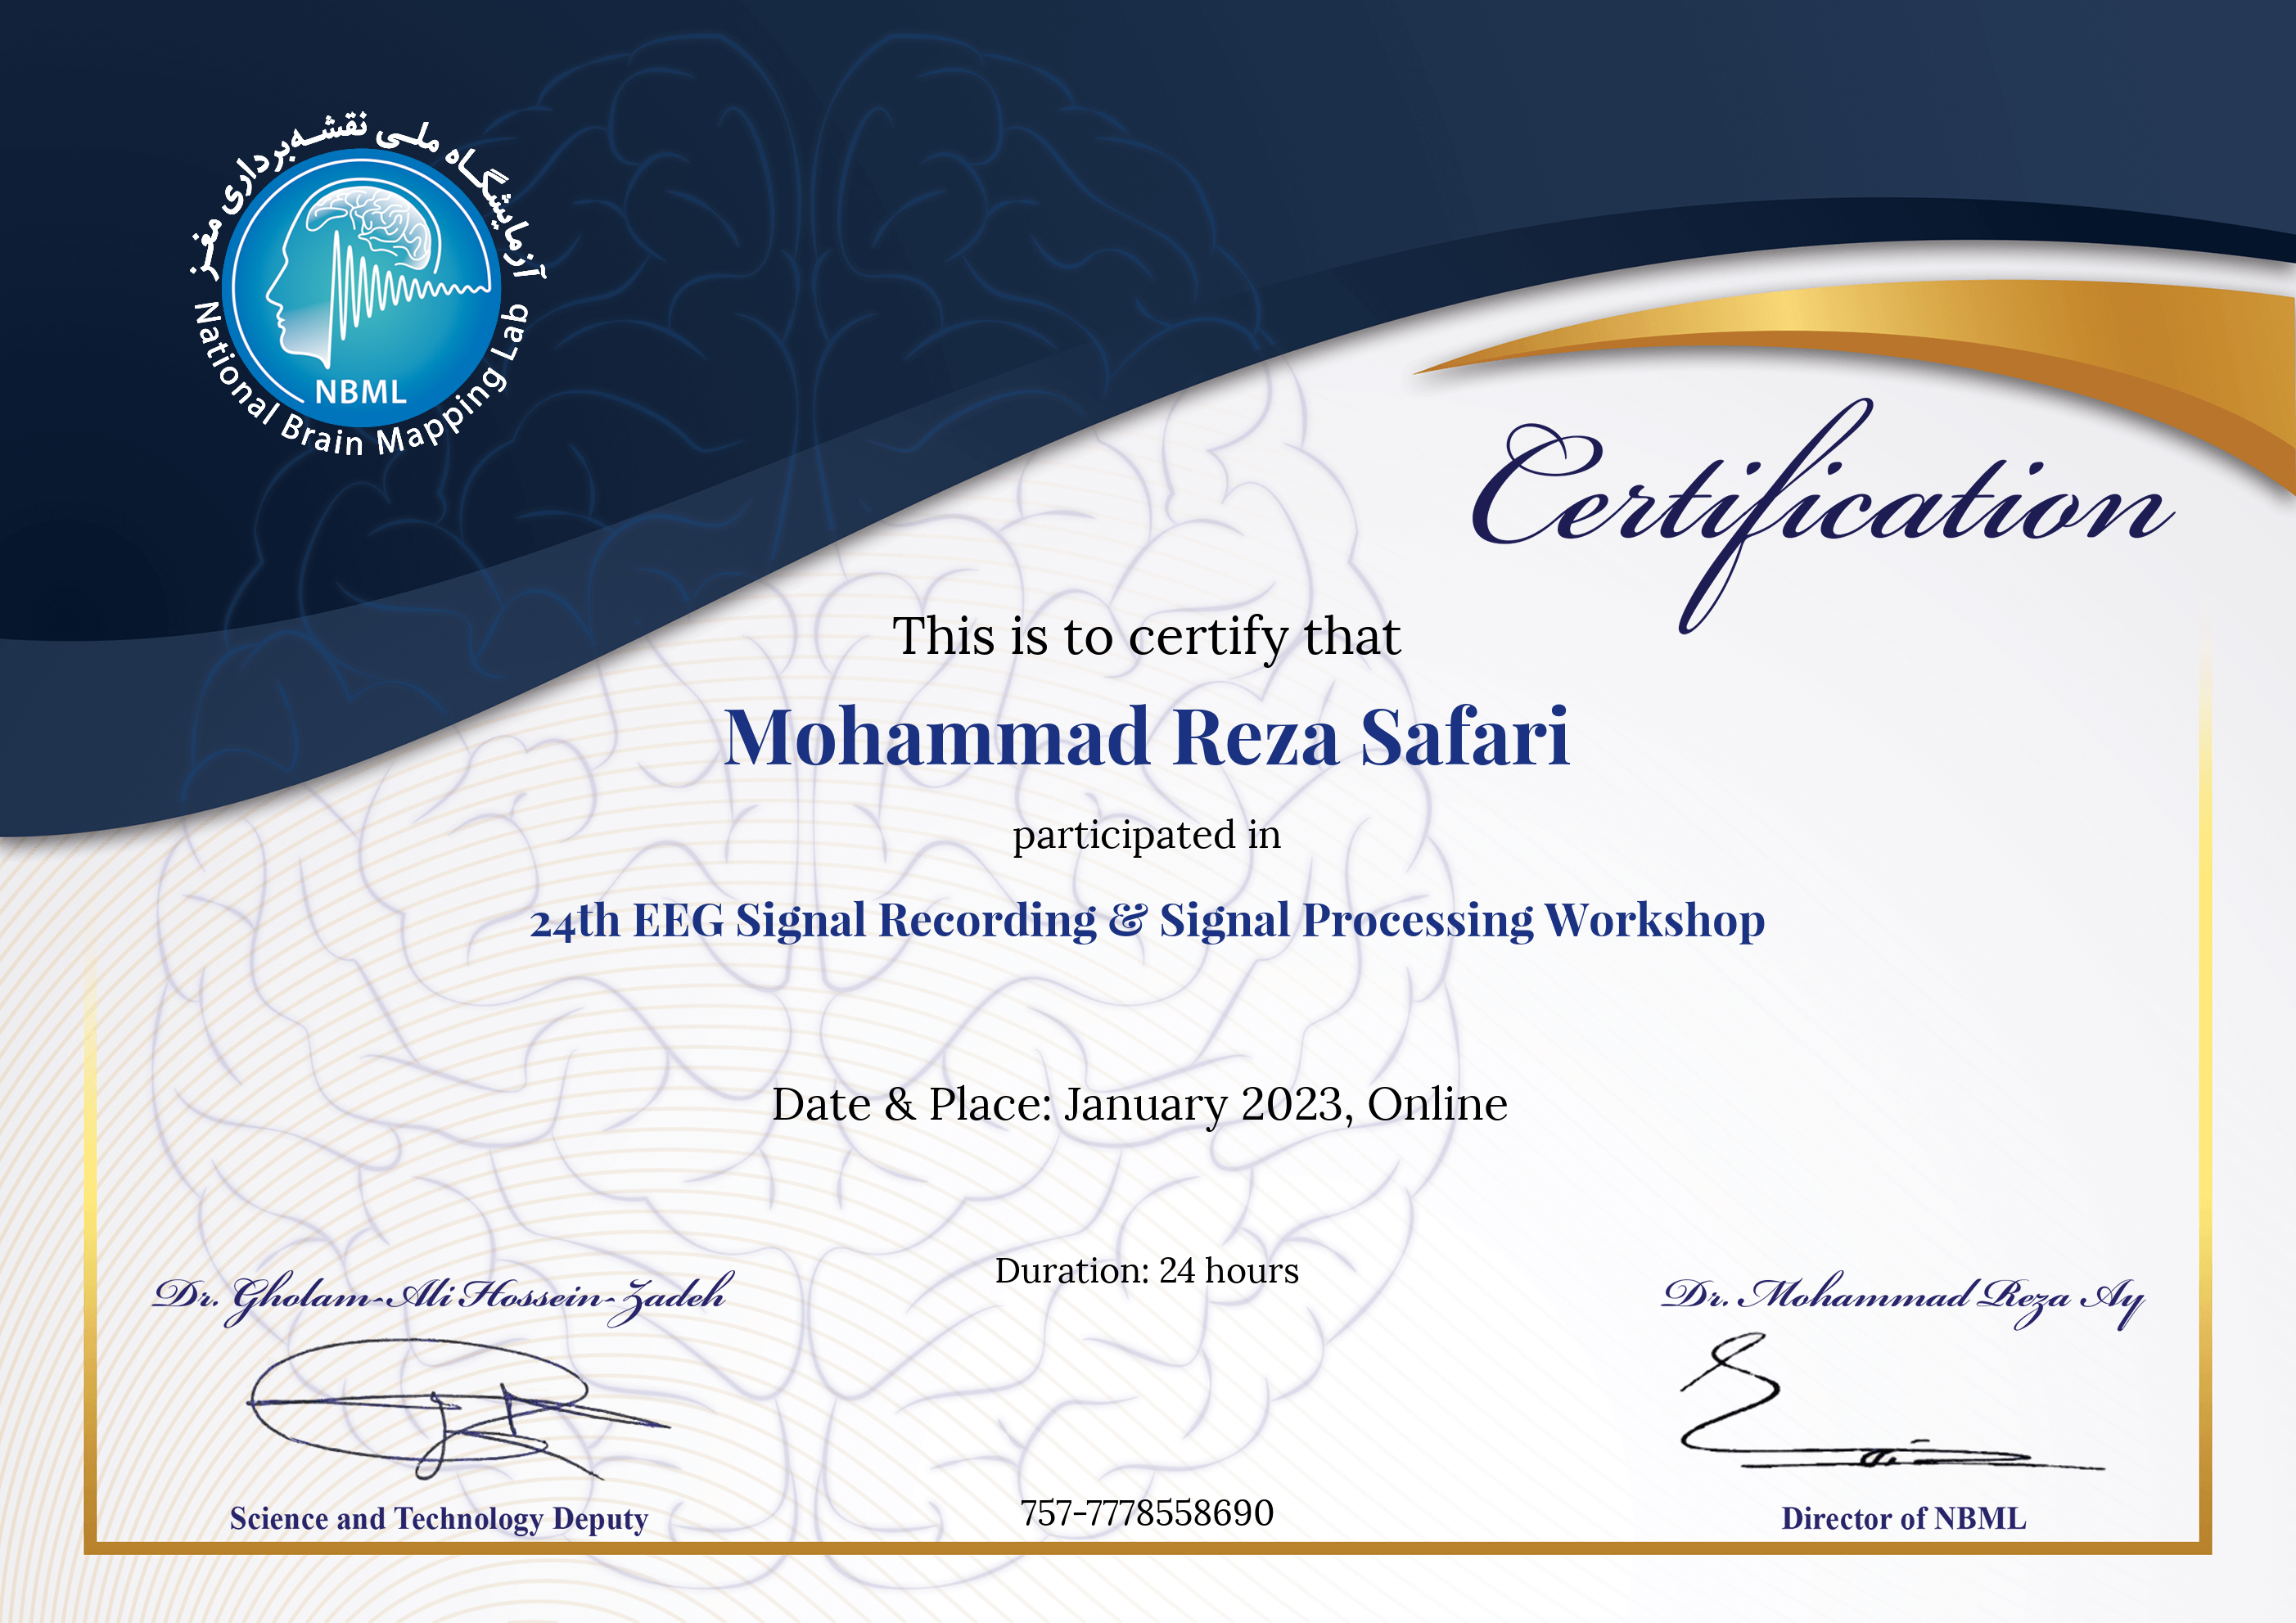 آزمایشگاه ملی نقشه‌برداری مغز
NBML
National Brain Mapping Lab
Certification
This is to certify that
Mohammad Reza Safari
participated in
24th EEG Signal Recording & Signal Processing Workshop
Date & Place: January 2023, Online
Duration: 24 hours
Dr. Gholam-Ali Hossein-Zadeh
Dr. Mohammad Reza Ay
Science and Technology Deputy
757-7778558690
Director of NBML